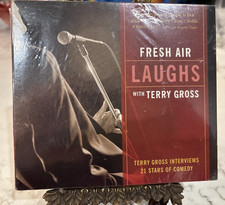 FRESH AIR
LAUGHS
WITH TERRY GROSS
TERRY GROSS INTERVIEWS
21 STARS OF COMEDY